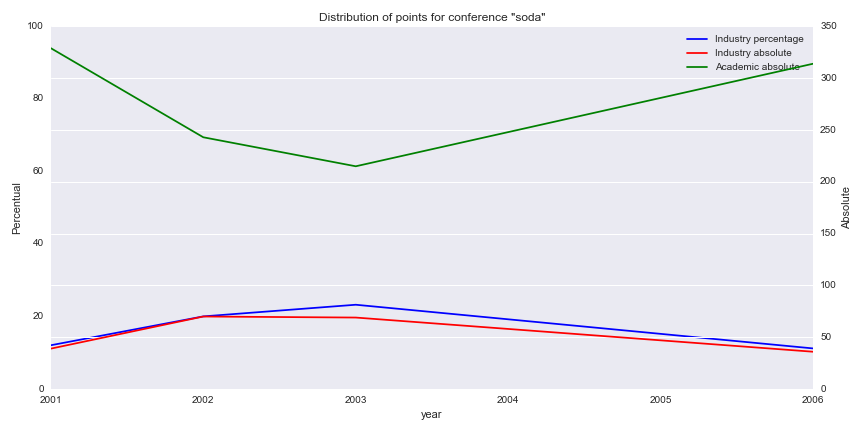 Distribution of points for conference "soda"
Industry percentage
Industry absolute
Academic absolute
100
80
60
40
20
0
Percentual
350
300
250
200
150
100
50
0
Absolute
2001 2002 2003 2004 2005 2006
year